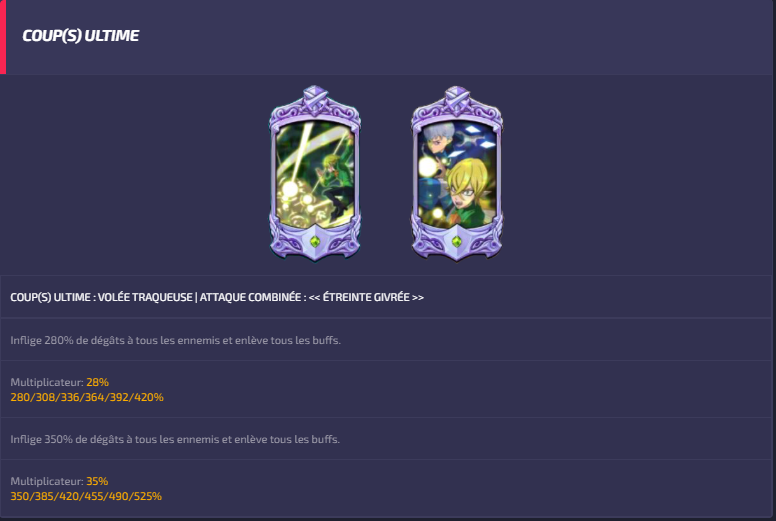 COUP(S) ULTIME
COUP(S) ULTIME : VOLÉE TRAQUEUSE | ATTAQUE COMBINÉE : << ÉTREINTE GIVRÉE >>
Inflige 280% de dégâts à tous les ennemis et enlève tous les buffs.
Multiplicateur: 28%
280/308/336/364/392/420%
Inflige 350% de dégâts à tous les ennemis et enlève tous les buffs.
Multiplicateur: 35%
350/385/420/455/490/525%